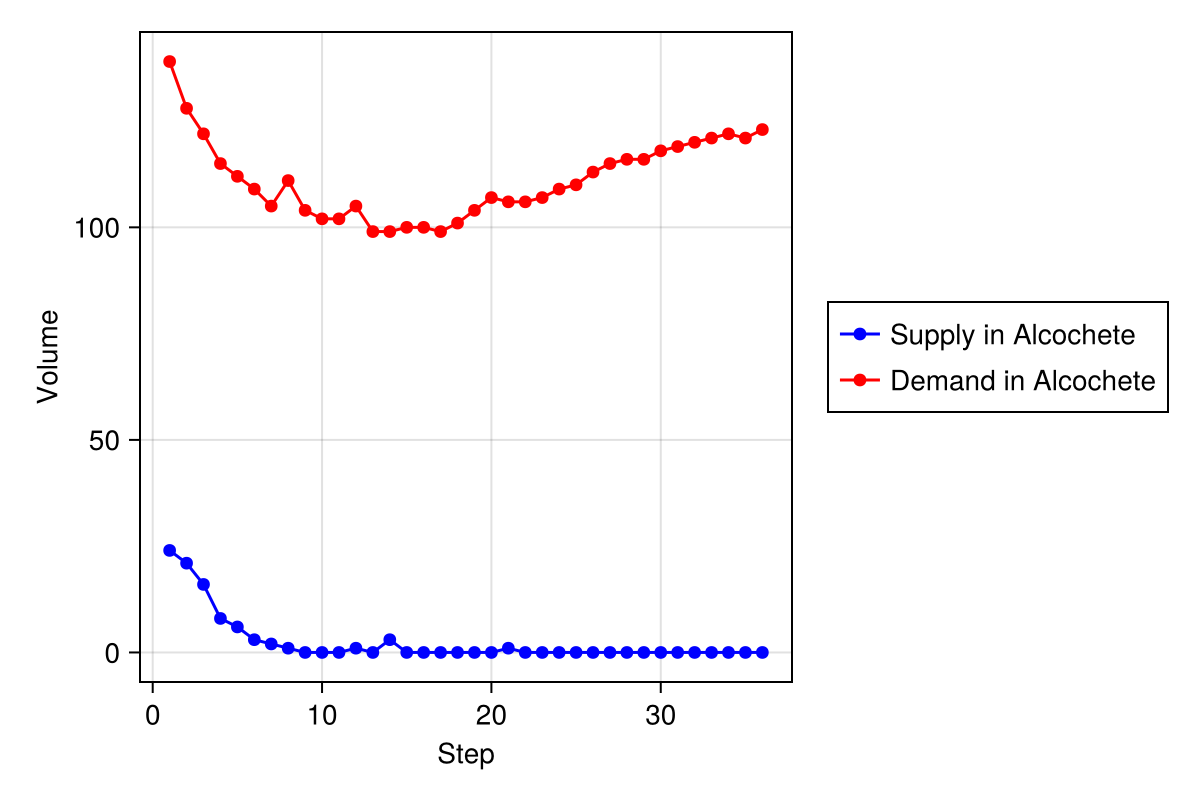 Volume
100
50
0
0 10 20 30
Step
Supply in Alcochete
Demand in Alcochete